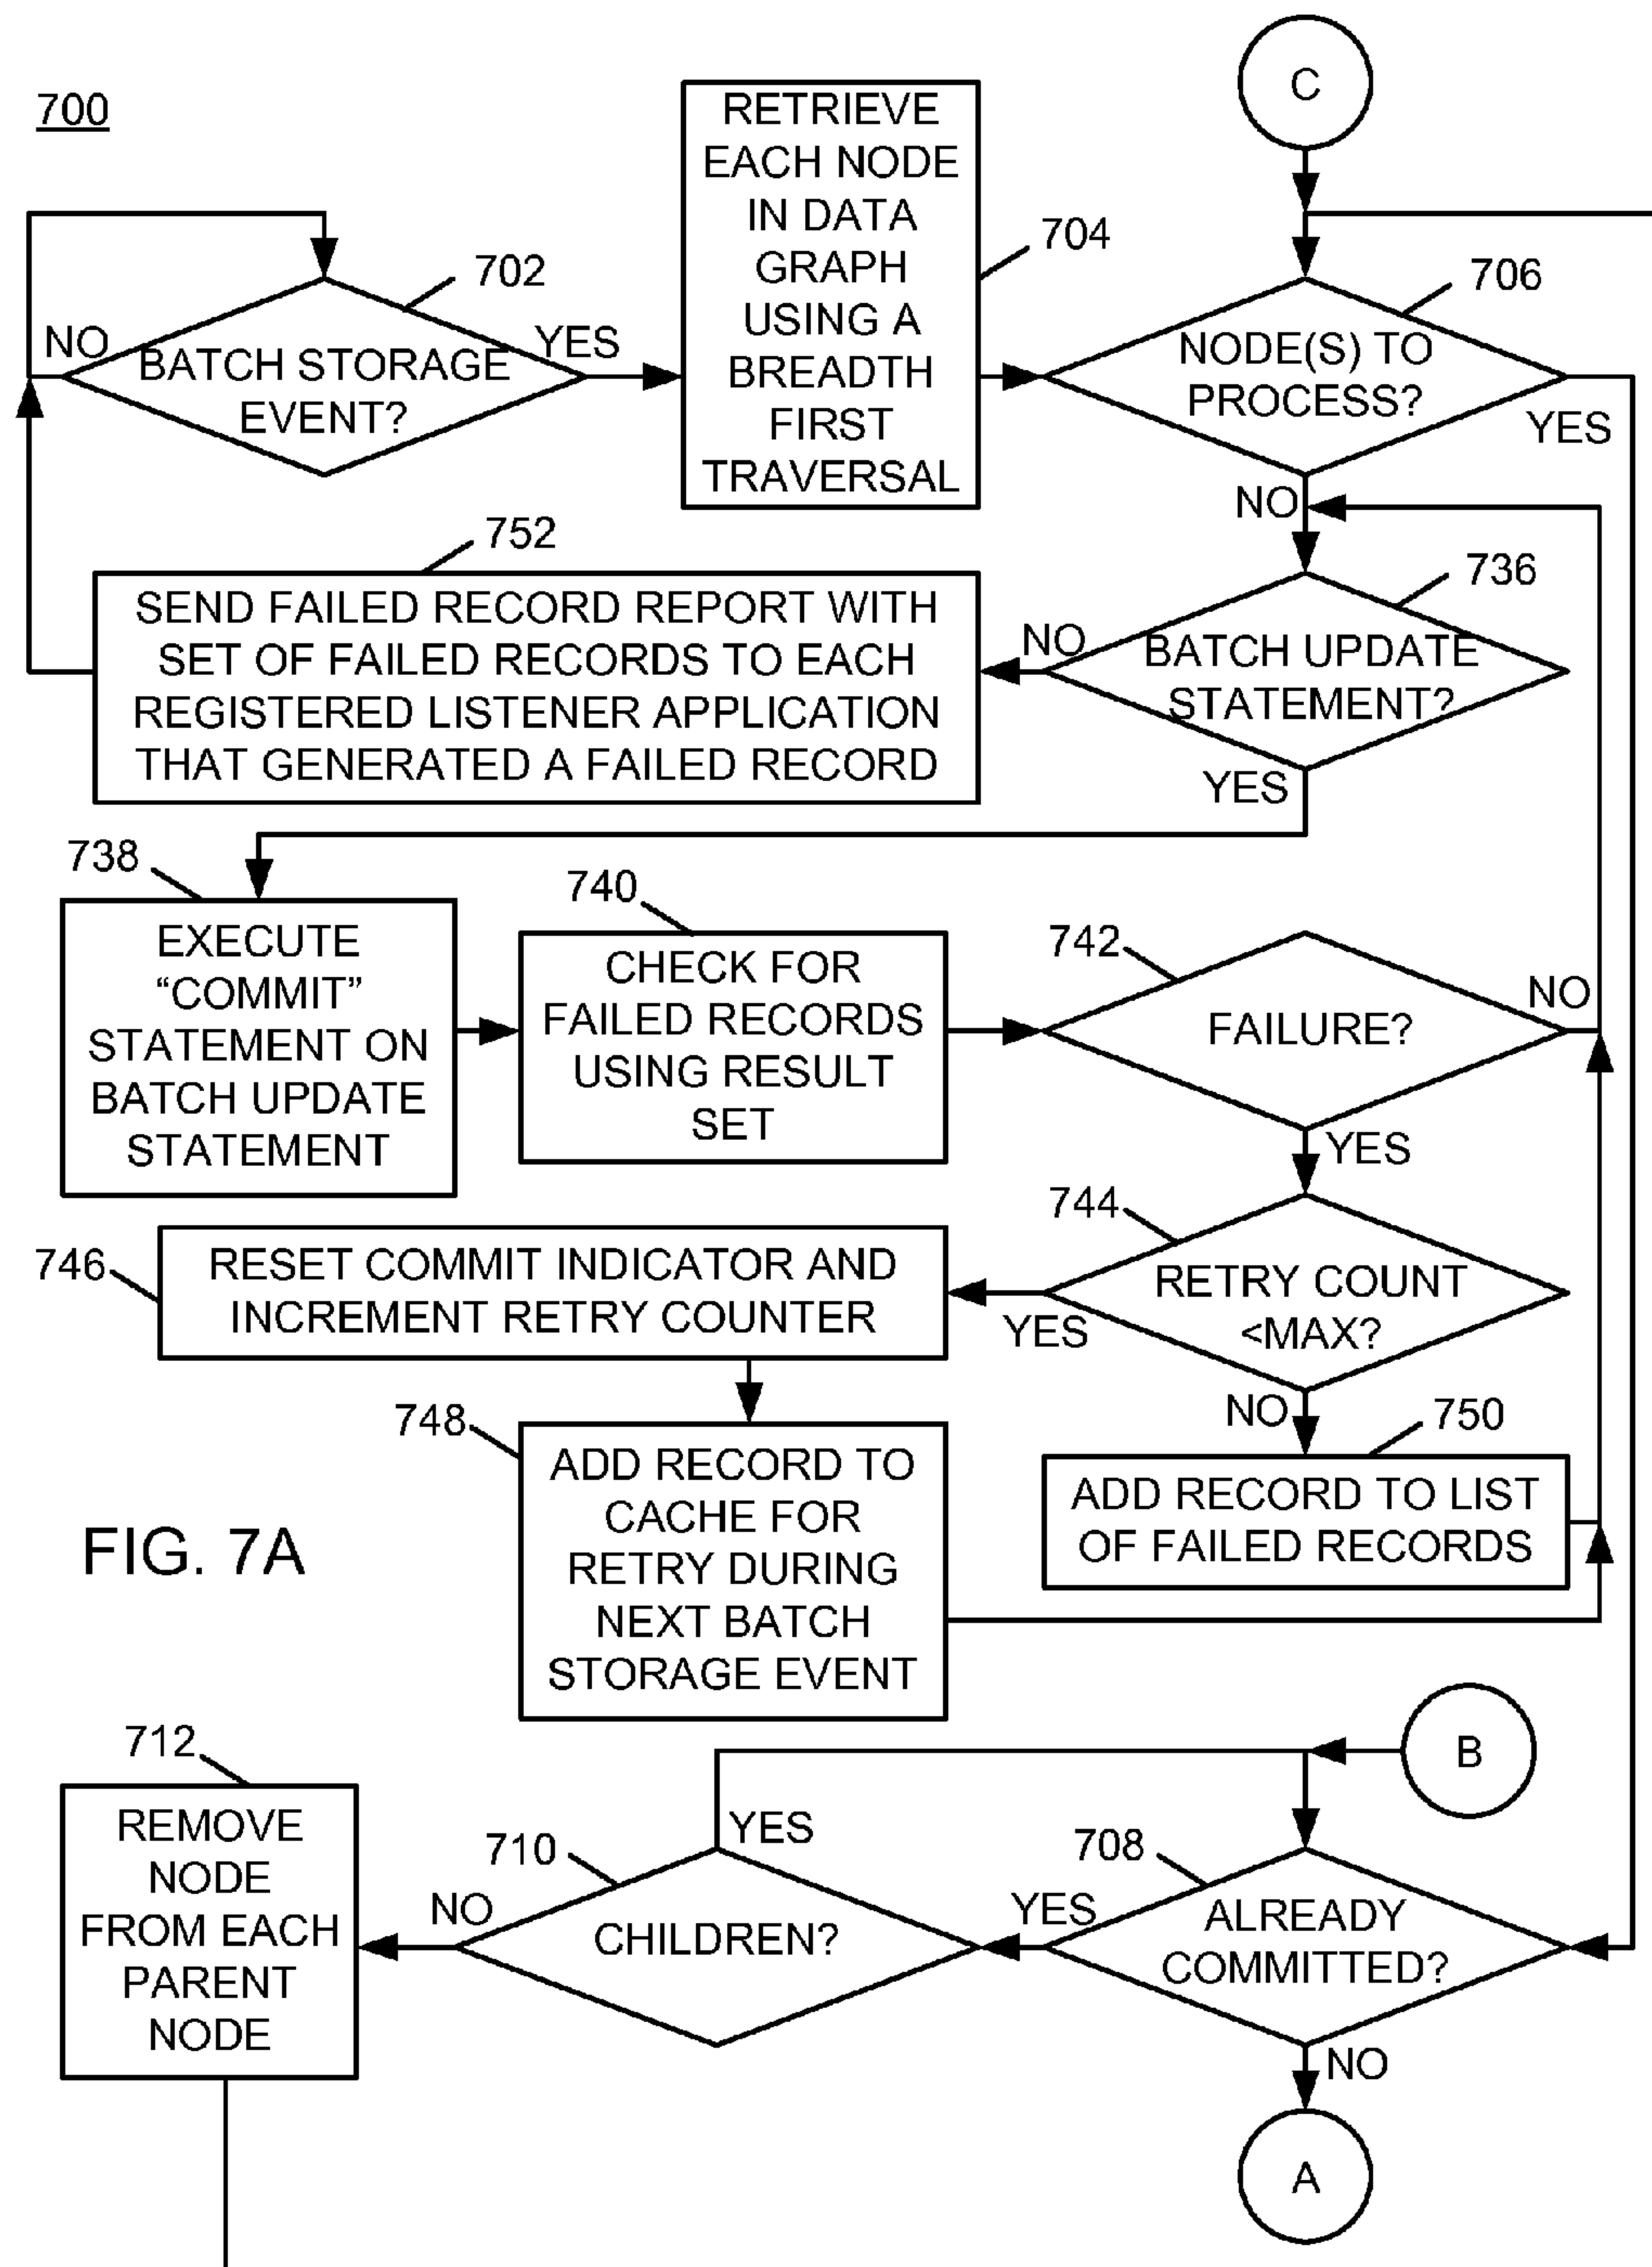 700
C
RETRIEVE
EACH NODE
IN DATA
GRAPH
USING A
BREADTH
FIRST
TRAVERSAL
704
702
NO
BATCH STORAGE
EVENT?
YES
706
NODE(S) TO
PROCESS?
YES
NO
752
SEND FAILED RECORD REPORT WITH
SET OF FAILED RECORDS TO EACH
REGISTERED LISTENER APPLICATION
THAT GENERATED A FAILED RECORD
736
NO
BATCH UPDATE
STATEMENT?
YES
738
EXECUTE
“COMMIT”
STATEMENT ON
BATCH UPDATE
STATEMENT
740
CHECK FOR
FAILED RECORDS
USING RESULT
SET
742
FAILURE?
NO
YES
744
RETRY COUNT
<MAX?
YES
NO
746
RESET COMMIT INDICATOR AND
INCREMENT RETRY COUNTER
748
ADD RECORD TO
CACHE FOR
RETRY DURING
NEXT BATCH
STORAGE EVENT
750
ADD RECORD TO LIST
OF FAILED RECORDS
FIG. 7A
B
712
REMOVE
NODE
FROM EACH
PARENT
NODE
710
YES
NO
CHILDREN?
708
YES
ALREADY
COMMITTED?
NO
A